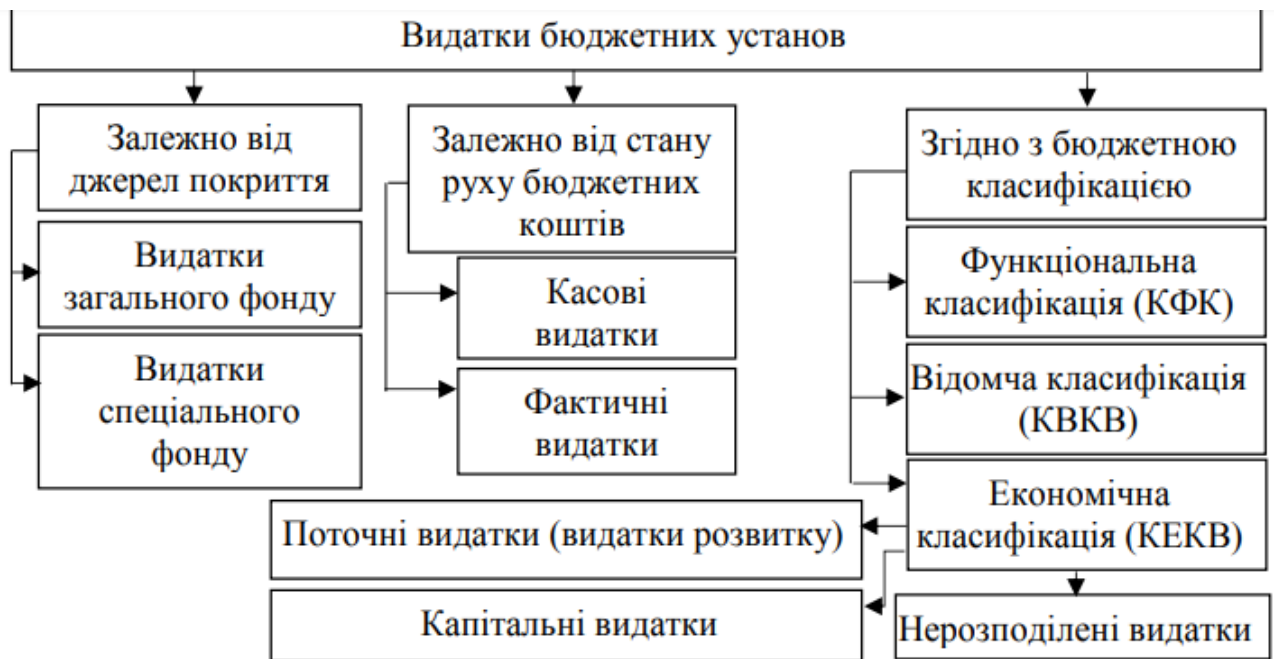 Видатки бюджетних установ
Залежно від
джерел покриття
Видатки
загального фонду
Видатки
спеціального
фонду
Залежно від стану
руху бюджетних
коштів
Касові
видатки
Фактичні
видатки
Згідно з бюджетною
класифікацією
Функціональна
класифікація (КФК)
Відомча класифікація
(КВКВ)
Економічна
класифікація (КЕКВ)
Поточні видатки (видатки розвитку)
Капітальні видатки
Нерозподілені видатки